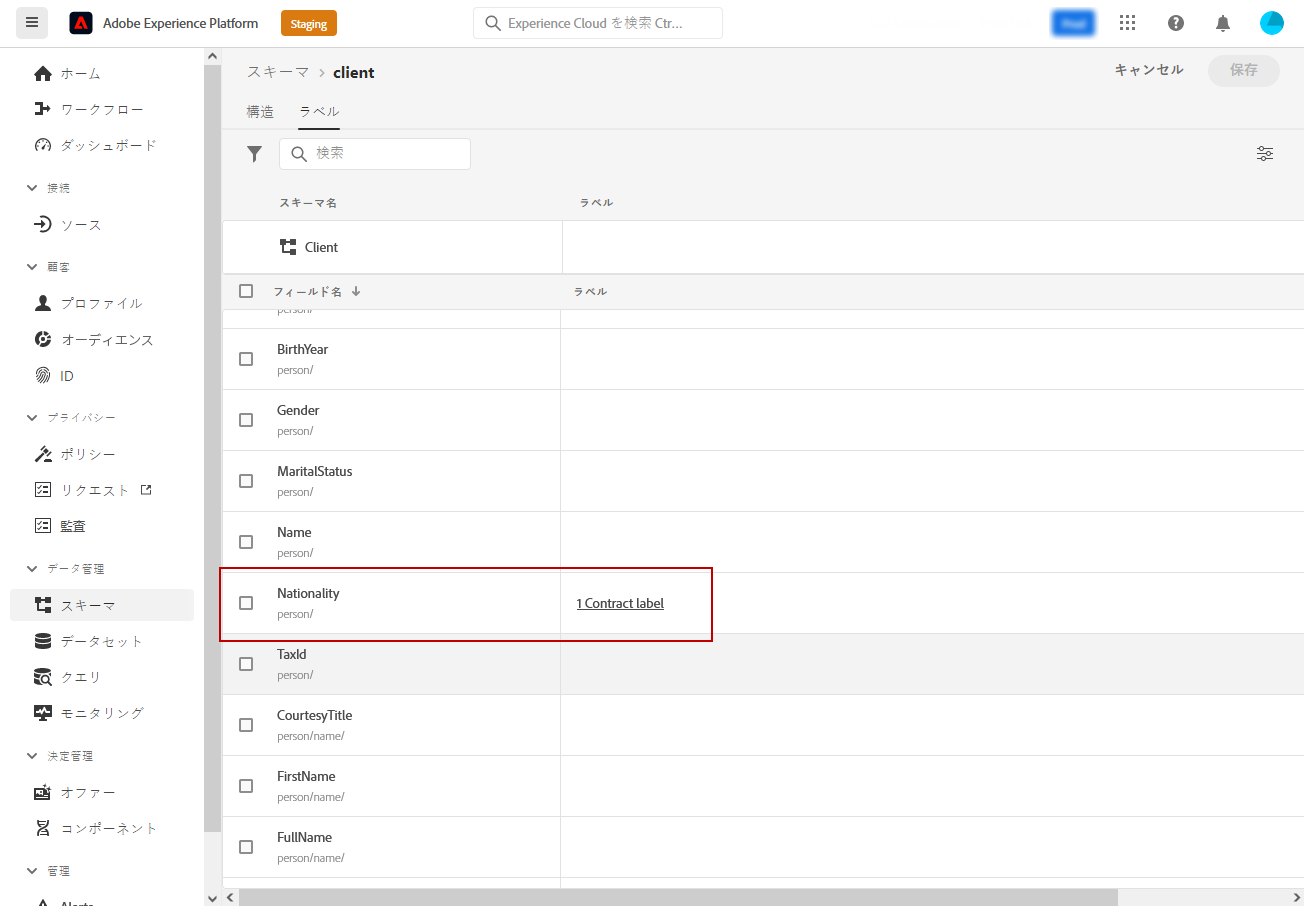 Adobe Experience Platform
Staging
Experience Cloud を検索 Ctr...
ホーム
ワークフロー
ダッシュボード
接続
ソース
顧客
プロファイル
オーディエンス
ID
プライバシー
ポリシー
リクエスト
監査
データ管理
スキーマ
データセット
クエリ
モニタリング
決定管理
オファー
コンポーネント
管理
Alerts
スキーマ > client
キャンセル
保存
構造
ラベル
検索
スキーマ名
ラベル
Client
フィールド名
ラベル
person/
BirthYear
person/
Gender
person/
MaritalStatus
person/
Name
person/
Nationality
person/
1 Contract label
TaxId
person/
CourtesyTitle
person/name/
FirstName
person/name/
FullName
person/name/